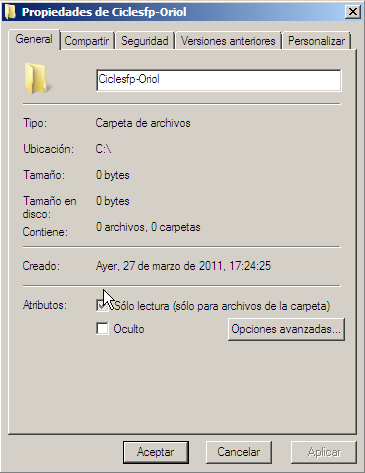 Propiedades de Ciclesfp-Oriol
General Compartir Seguridad Versiones anteriores Personalizar
Ciclesfp-Oriol
Tipo: Carpeta de archivos
Ubicación: C:\
Tamaño: 0 bytes
Tamaño en disco: 0 bytes
Contiene: 0 archivos, 0 carpetas
Creado: Ayer, 27 de marzo de 2011, 17:24:25
Atributos: Sólo lectura (sólo para archivos de la carpeta)
Oculto Opciones avanzadas...
Aceptar Cancelar Aplicar